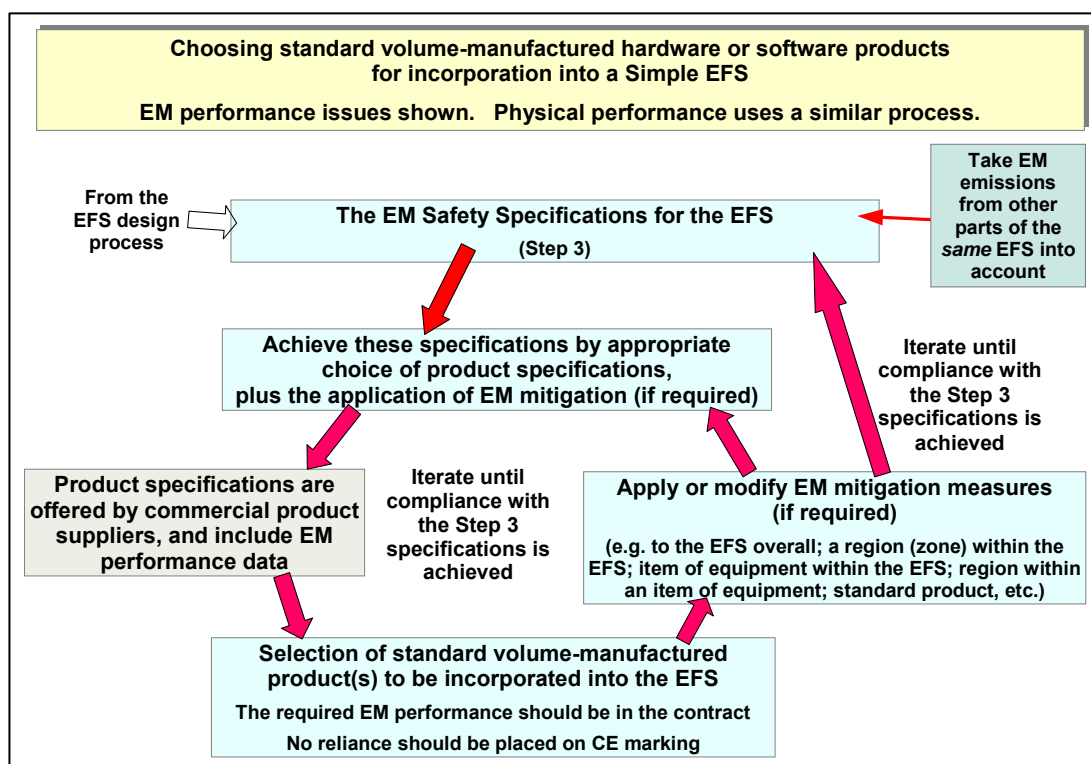 Choosing standard volume-manufactured hardware or software products
for incorporation into a Simple EFS
EM performance issues shown.   Physical performance uses a similar process.
From the
EFS design
process
The EM Safety Specifications for the EFS
(Step 3)
Take EM
emissions
from other
parts of the
same EFS into
account
Achieve these specifications by appropriate
choice of product specifications,
plus the application of EM mitigation (if required)
Iterate until
compliance with
the Step 3
specifications is
achieved
Product specifications are
offered by commercial product
suppliers, and include EM
performance data
Iterate until
compliance with
the Step 3
specifications is
achieved
Apply or modify EM mitigation measures
(if required)
(e.g. to the EFS overall; a region (zone) within the
EFS; item of equipment within the EFS; region within
an item of equipment; standard product, etc.)
Selection of standard volume-manufactured
product(s) to be incorporated into the EFS
The required EM performance should be in the contract
No reliance should be placed on CE marking